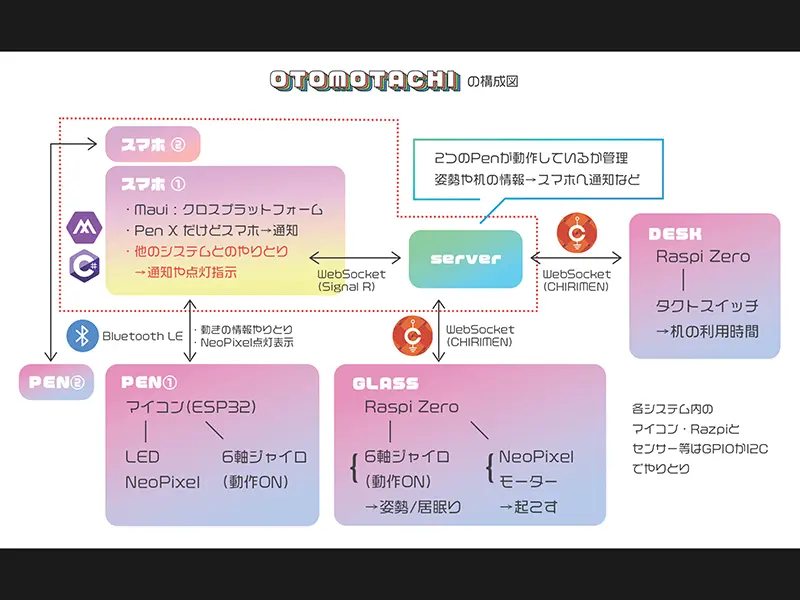 OTOMOTACHI の構成図
スマホ②
スマホ①
・Maui：クロスプラットフォーム
・Pen X だけどスマホ→通知
・他のシステムとのやりとり
→通知や点灯指示
2つのPenが動作しているか管理
姿勢や机の情報→スマホへ通知など
server
WebSocket
(Signal R)
WebSocket
(CHIRIMEN)
DESK
Raspi Zero
タクトスイッチ
→机の利用時間
C#
Bluetooth LE
・動きの情報やりとり
・NeoPixel点灯表示
C
WebSocket
(CHIRIMEN)
C
PEN②
PEN①
マイコン(ESP32)
LED
NeoPixel
6軸ジャイロ
(動作ON)
GLASS
Raspi Zero
6軸ジャイロ
(動作ON)
→姿勢/居眠り
NeoPixel
モーター
→起こす
各システム内の
マイコン・Razpiと
センサー等はGPIOかI2C
でやりとり